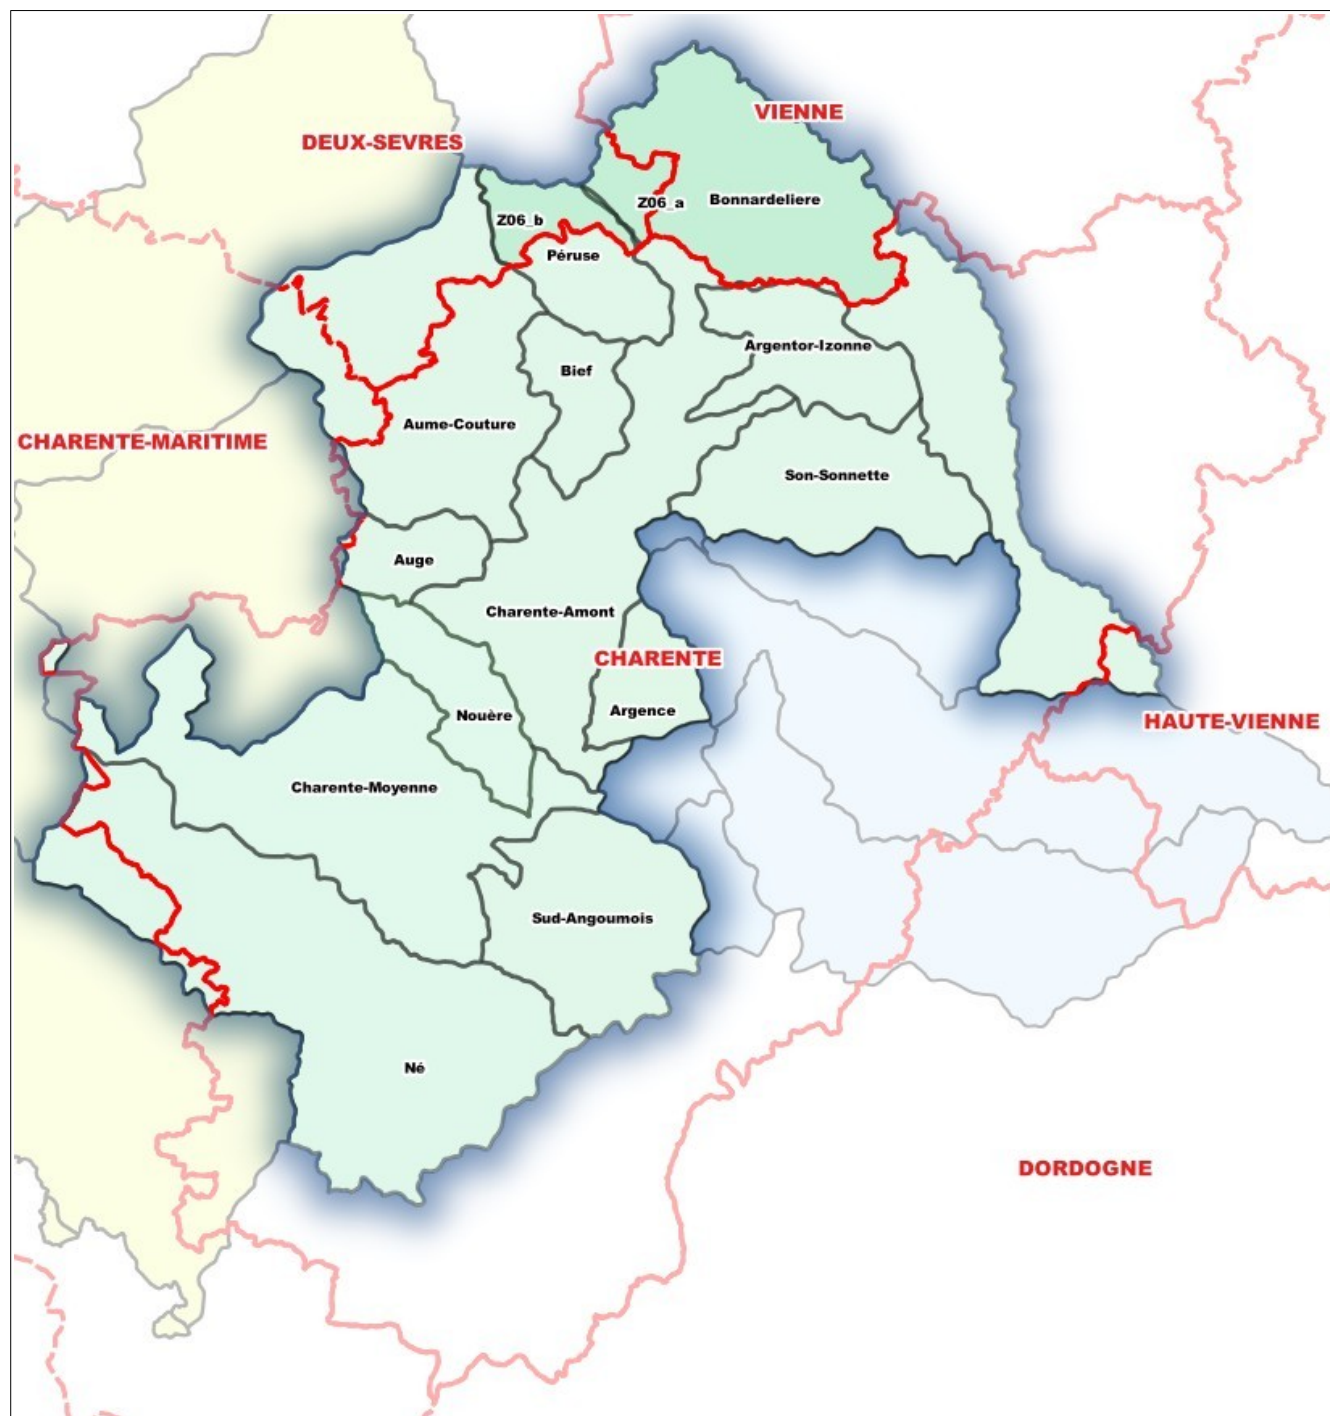 VIENNE
DEUX-SEVRES
Bonnardeliere
Z06_a
Z06_b
Péruse
Argentor-Izonne
Bief
Aume-Couture
CHARENTE-MARITIME
Son-Sonnette
Auge
Charente-Amont
CHARENTE
Argence
Nouère
HAUTE-VIENNE
Charente-Moyenne
Sud-Angoumois
Né
DORDOGNE